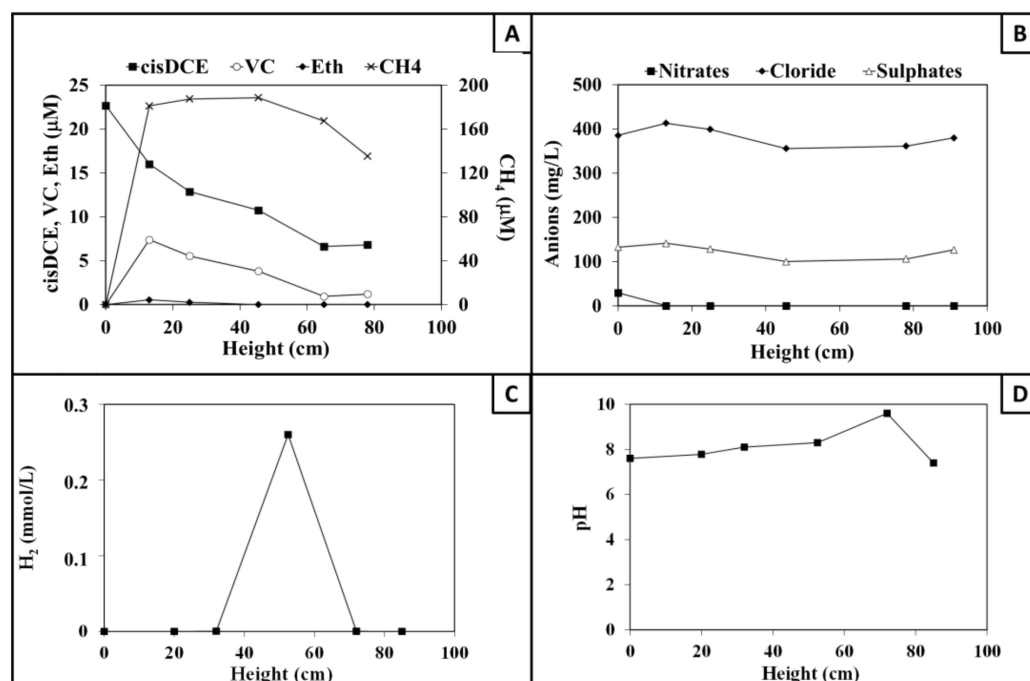 A
cisDCE VC Eth CH4
25 200
20 160
15 120
10 80
5 40
0 0
0 20 40 60 80 100
Height (cm)
cisDCE, VC, Eth (μM)
CH4 (μM)
B
Nitrates Cloride Sulphates
500
400
300
200
100
0
0 20 40 60 80 100
Height (cm)
Anions (mg/L)
C
0.3
0.2
0.1
0
0 20 40 60 80 100
Height (cm)
H2 (mmol/L)
D
10
8
6
4
2
0
0 20 40 60 80 100
Height (cm)
pH